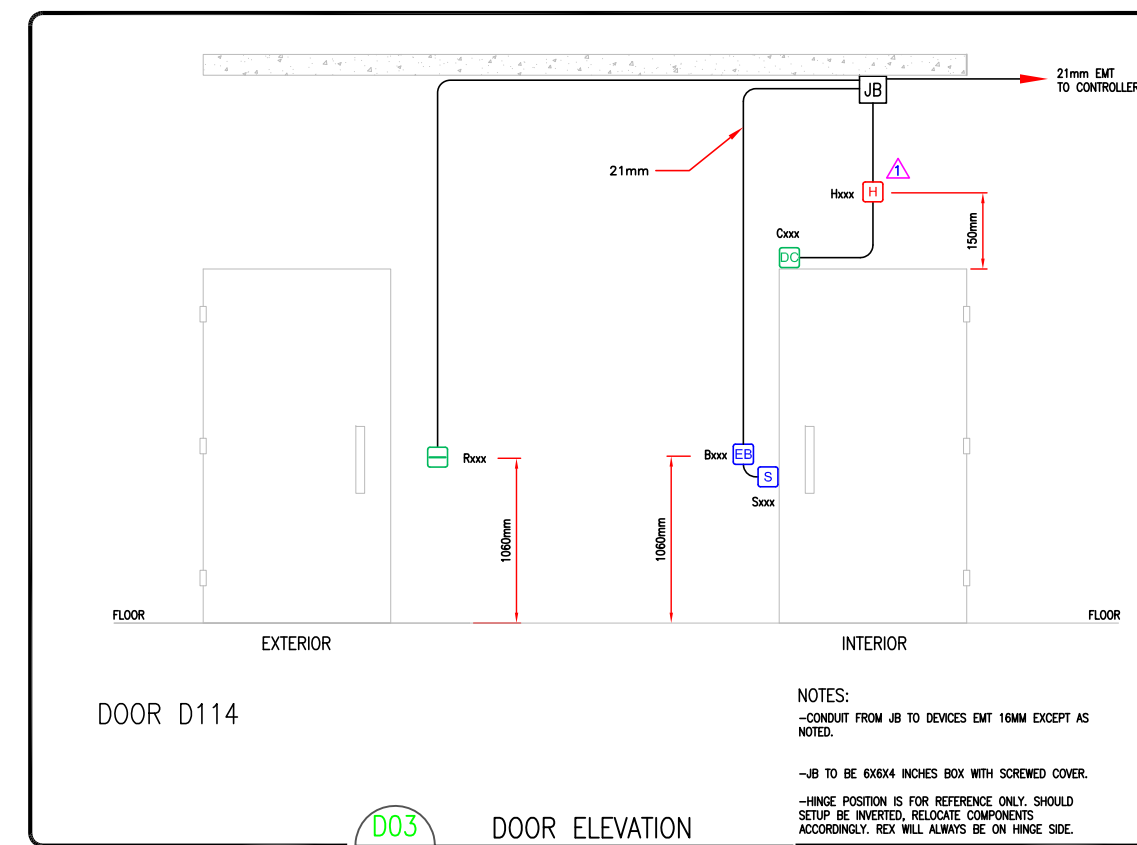 21mm EMT
TO CONTROLLER
JB
21mm
1
Hxxx
H
150mm
Cxxx
DC
Rxxx
Bxxx
EB
S
Sxxx
1060mm
1060mm
FLOOR
FLOOR
EXTERIOR
INTERIOR
DOOR D114
NOTES:
-CONDUIT FROM JB TO DEVICES EMT 16MM EXCEPT AS
NOTED.
-JB TO BE 6X6X4 INCHES BOX WITH SCREWED COVER.
-HINGE POSITION IS FOR REFERENCE ONLY. SHOULD
SETUP BE INVERTED, RELOCATE COMPONENTS
ACCORDINGLY. REX WILL ALWAYS BE ON HINGE SIDE.
D03
DOOR ELEVATION